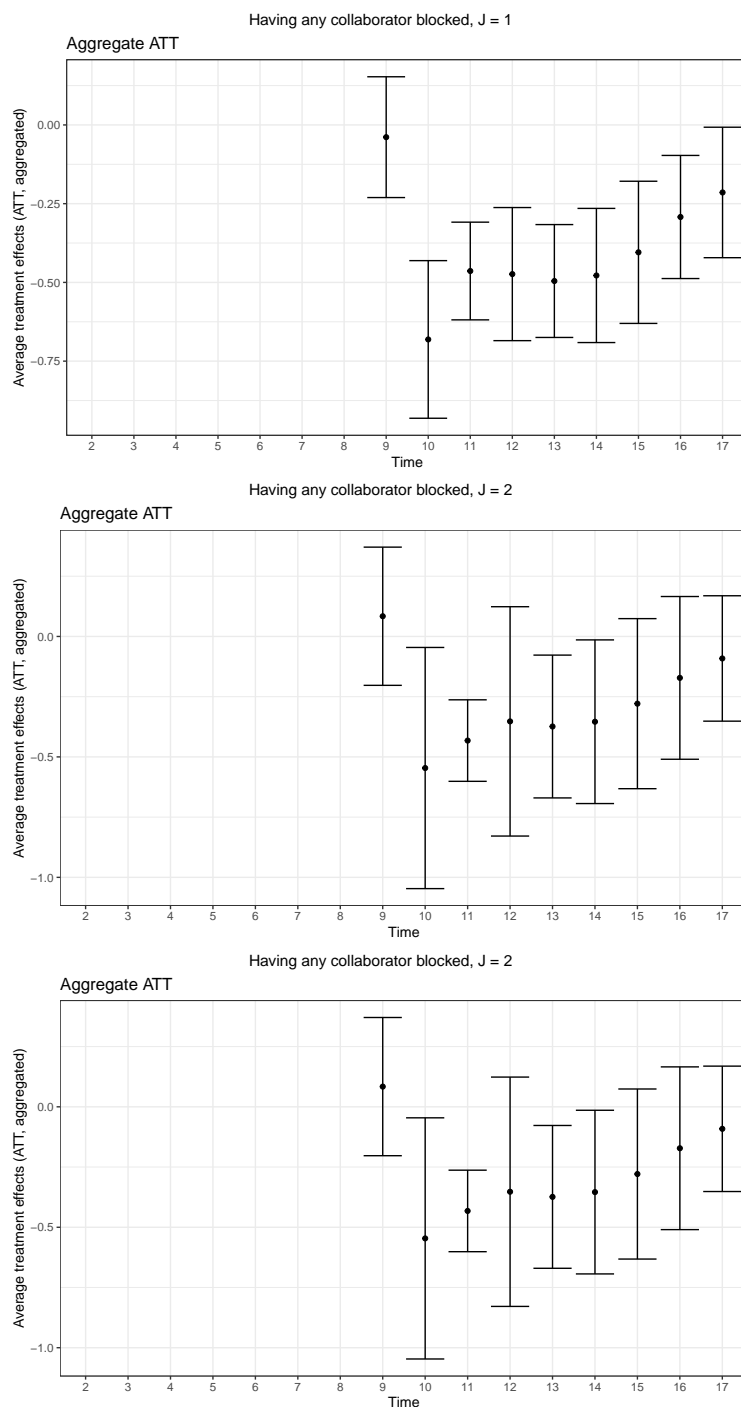 Having any collaborator blocked, J = 1
Aggregate ATT
Average treatment effects (ATT, aggregated)
0.00
−0.25
−0.50
−0.75
2 3 4 5 6 7 8 9 10 11 12 13 14 15 16 17
Time
Having any collaborator blocked, J = 2
Aggregate ATT
Average treatment effects (ATT, aggregated)
0.0
−0.5
−1.0
2 3 4 5 6 7 8 9 10 11 12 13 14 15 16 17
Time
Having any collaborator blocked, J = 2
Aggregate ATT
Average treatment effects (ATT, aggregated)
0.0
−0.5
−1.0
2 3 4 5 6 7 8 9 10 11 12 13 14 15 16 17
Time